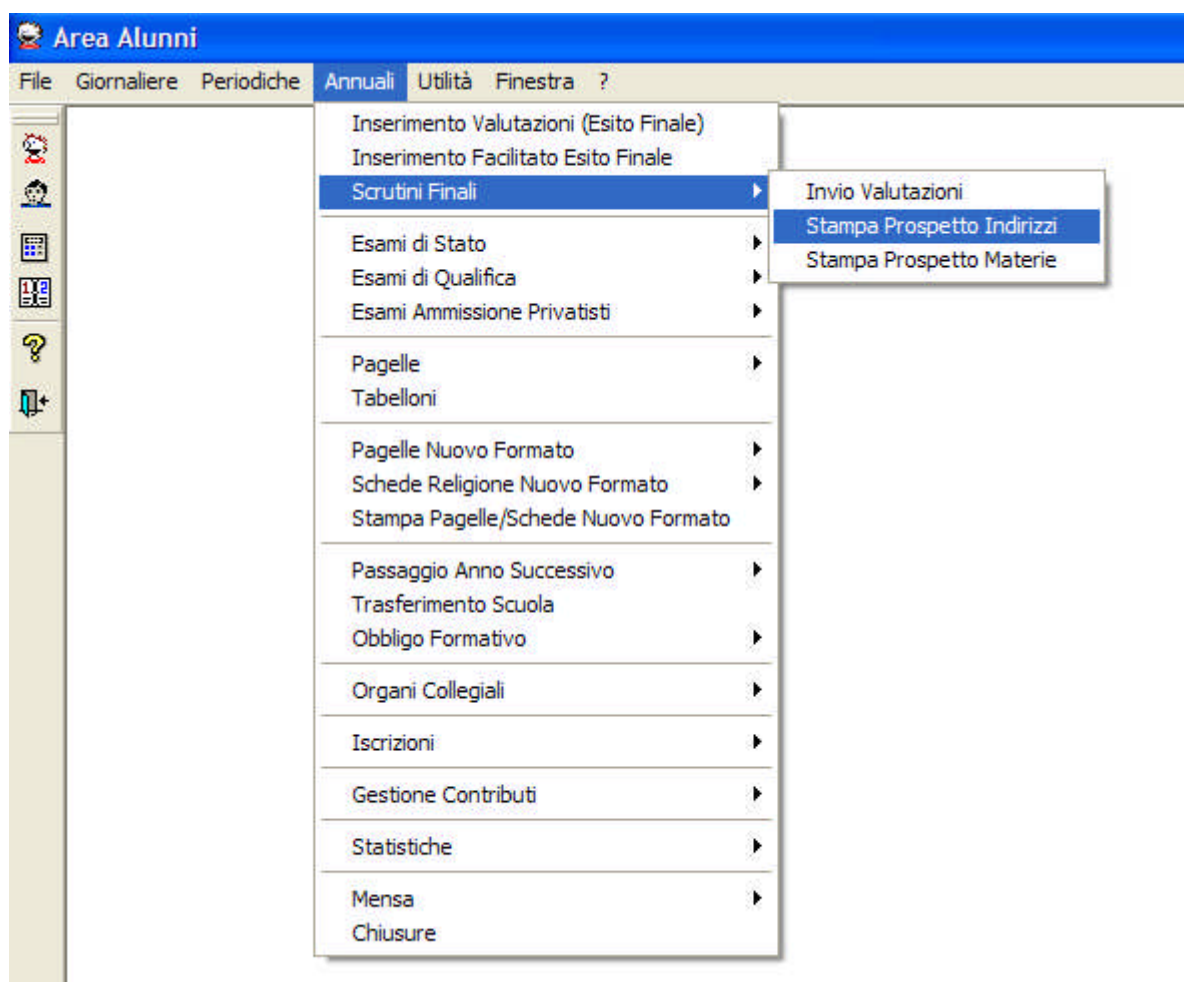 Area Alunni
File Giornaliere Periodiche Annuali Utilità Finestra ?
Inserimento Valutazioni (Esito Finale)
Inserimento Facilitato Esito Finale
Scrutini Finali
Invio Valutazioni
Stampa Prospetto Indirizzi
Stampa Prospetto Materie
Esami di Stato
Esami di Qualifica
Esami Ammissione Privatisti
Pagelle
Tabelloni
Pagelle Nuovo Formato
Schede Religione Nuovo Formato
Stampa Pagelle/Schede Nuovo Formato
Passaggio Anno Successivo
Trasferimento Scuola
Obbligo Formativo
Organi Collegiali
Iscrizioni
Gestione Contributi
Statistiche
Mensa
Chiusure